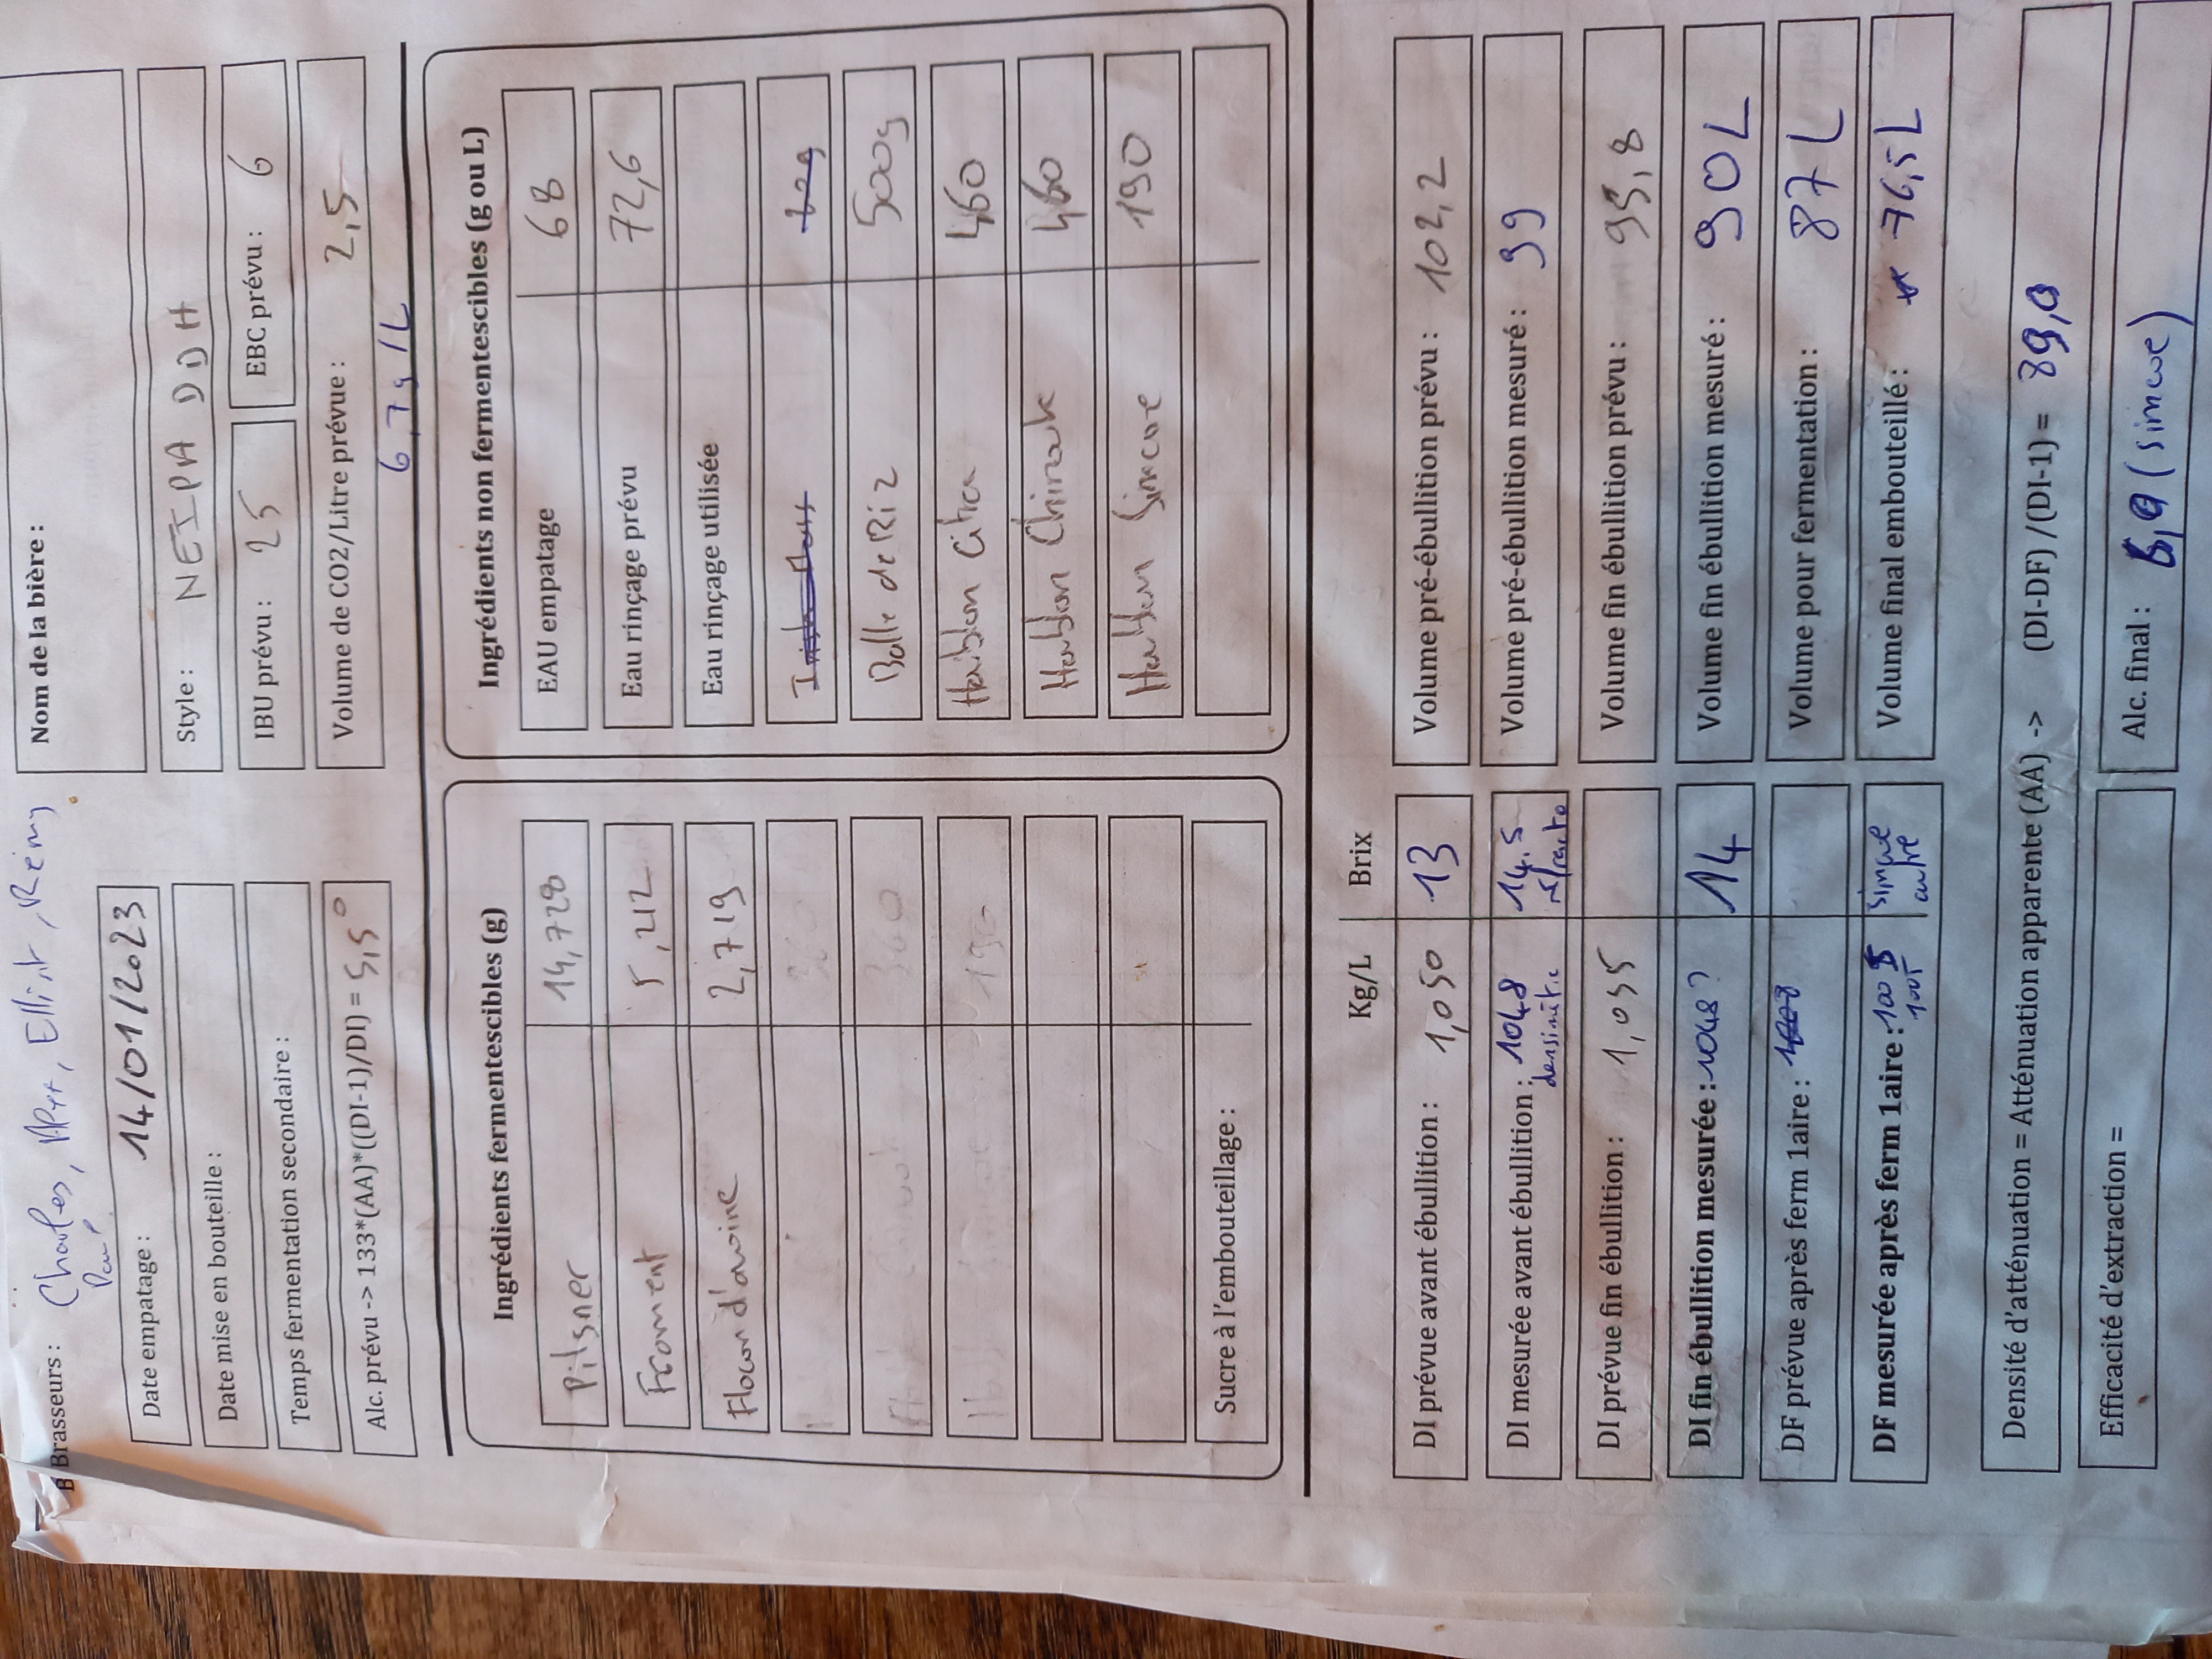 Brasseurs : Charles, Alex, Elliot, Rémy
Paul
Nom de la bière :
Date empatage : 14/01/2023
Style : NEIPA DDH
Date mise en bouteille :
IBU prévu : 25
EBC prévu : 6
Temps fermentation secondaire :
Volume de CO2/Litre prévue : 2,5
Alc. prévu -> 133*(AA)*((DI-1)/DI) = 5,5°
6,7g/L
Ingrédients fermentescibles (g)
Pilsner 14,728
Froment 5,212
Flocon d'avoine 2,719
360
190
Sucre à l'embouteillage :
Ingrédients non fermentescibles (g ou L)
EAU empatage 68
Eau rinçage prévu 72,6
Eau rinçage utilisée
Irish Moss 20g
Balle de Riz 500g
Houblon Citra 460
Houblon Chinook 460
Houblon Simcoe 190
Kg/L Brix
DI prévue avant ébullition : 1,050 13
Volume pré-ébullition prévu : 102,2
DI mesurée avant ébullition : 1048 14.5
densimètre réfracto
Volume pré-ébullition mesuré : 99
DI prévue fin ébullition : 1,055
Volume fin ébullition prévu : 95,8
DI fin ébullition mesurée : 1048? 14
Volume fin ébullition mesuré : 90L
DF prévue après ferm 1aire : 1008
Volume pour fermentation : 87L
DF mesurée après ferm 1aire : 1005 simcoe
1005 autre
Volume final embouteillé : 76,5L
Densité d'atténuation = Atténuation apparente (AA) -> (DI-DF) /(DI-1) = 89,0
Efficacité d'extraction =
Alc. final : (simcoe)